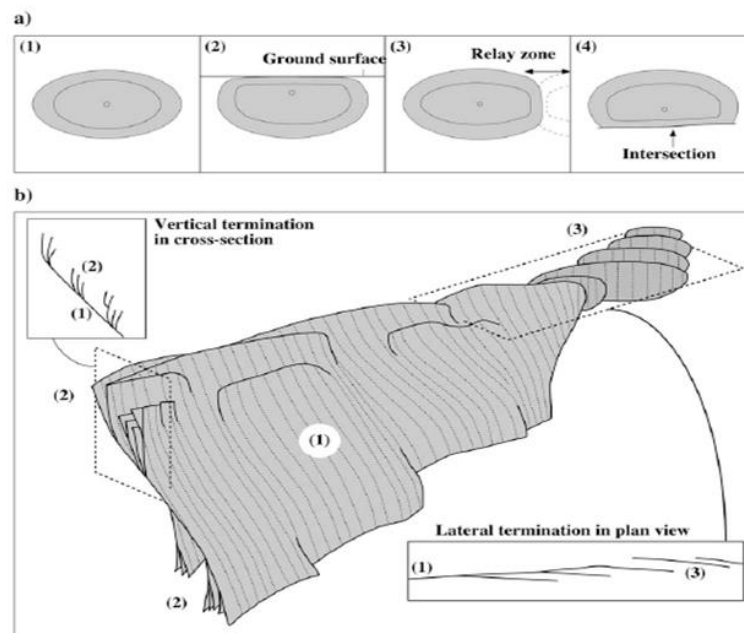 a)
(1)
(2)
Ground surface
(3)
Relay zone
(4)
Intersection
b)
Vertical termination
in cross-section
(2)
(1)
(3)
(2)
(1)
(2)
Lateral termination in plan view
(1)
(3)